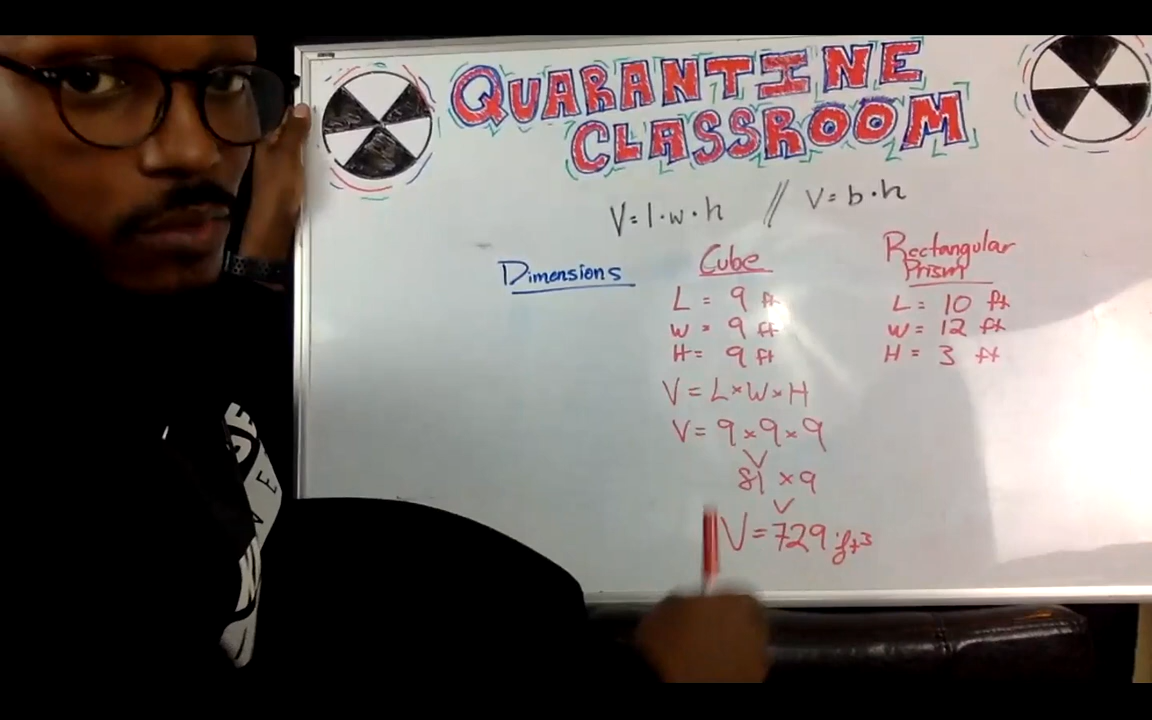 QUARANTINE
CLASSROOM
V=l·w·h // V=b·h
Dimensions
Cube
L = 9 ft
W = 9 ft
H = 9 ft
V = L×W×H
V = 9×9×9
81 × 9
V = 729 ft³
Rectangular
Prism
L = 10 ft
W = 12 ft
H = 3 ft